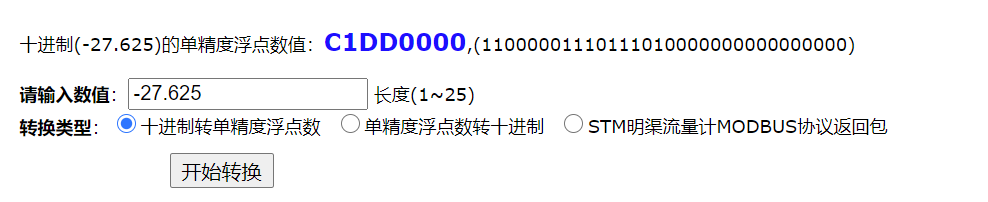 十进制(-27.625)的单精度浮点数值：C1DD0000,(11000001110111010000000000000000)
请输入数值：-27.625 长度(1~25)
转换类型： 十进制转单精度浮点数 单精度浮点数转十进制 STM明渠流量计MODBUS协议返回包
开始转换